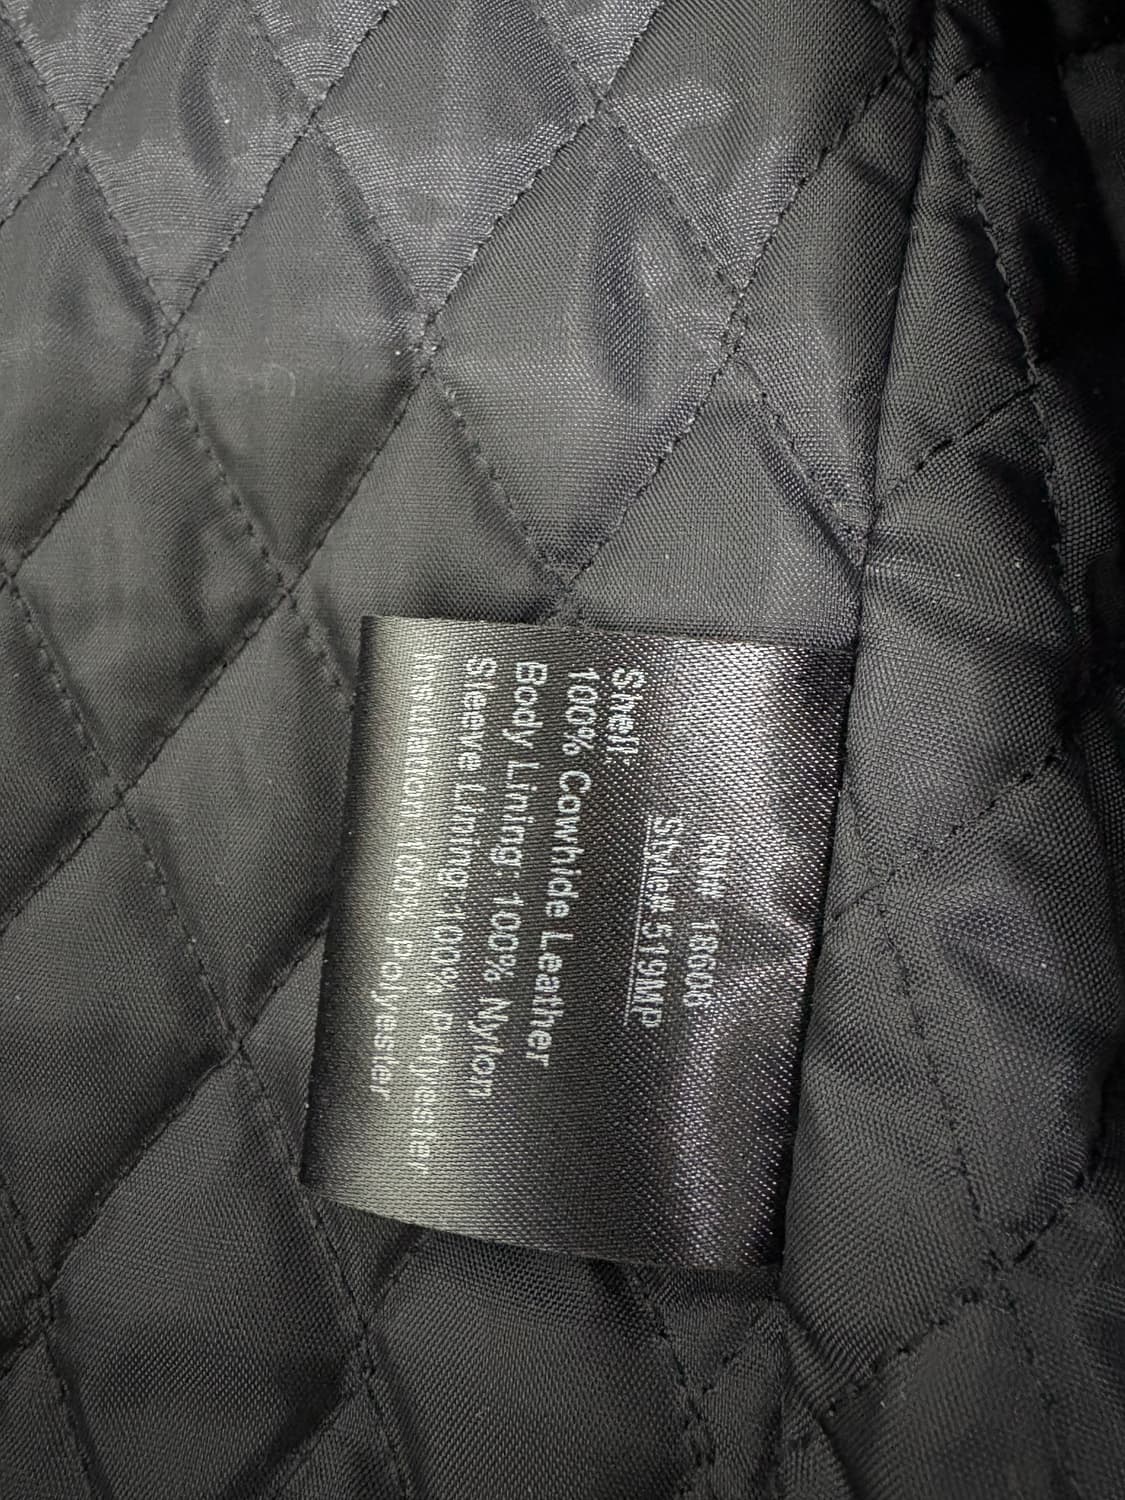 RN# 18606
Style# 519MP
Shell:
100% Cowhide Leather
Body Lining: 100% Nylon
Sleeve Lining: 100% Polyester
Insulation: 100% Polyester